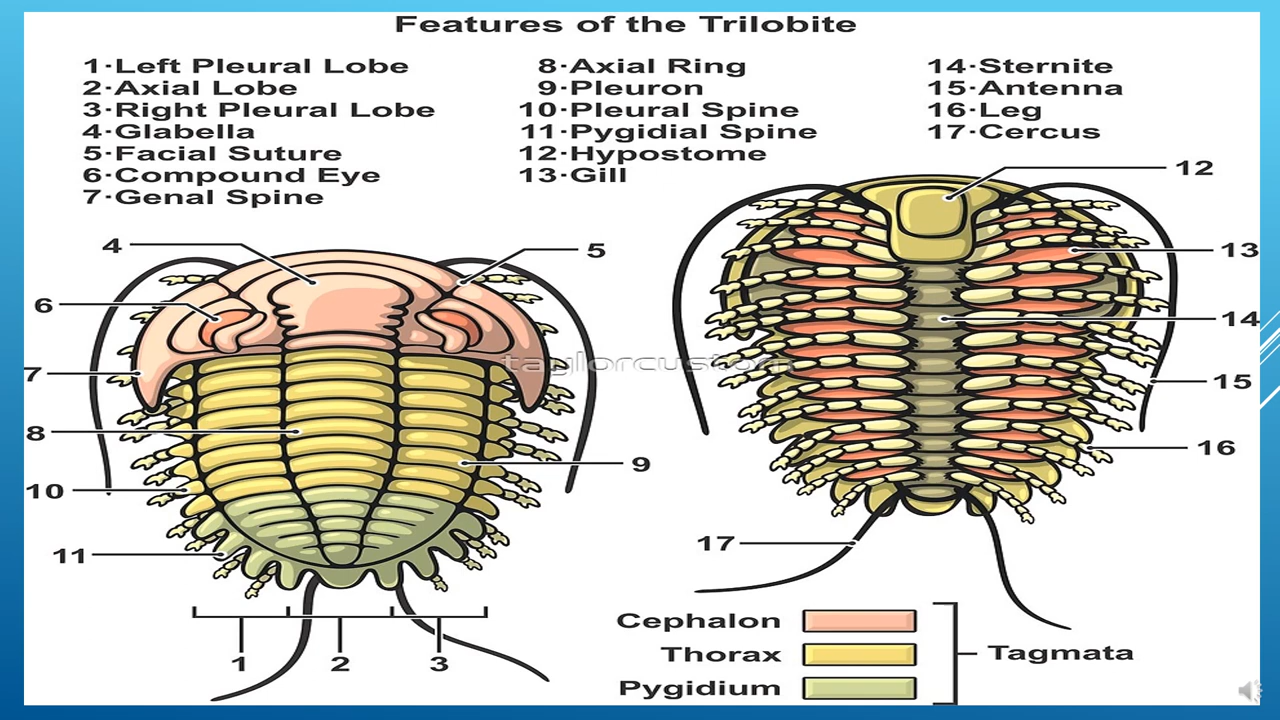 Features of the Trilobite
1·Left Pleural Lobe
2·Axial Lobe
3·Right Pleural Lobe
4·Glabella
5·Facial Suture
6·Compound Eye
7·Genal Spine
8·Axial Ring
9·Pleuron
10·Pleural Spine
11·Pygidial Spine
12·Hypostome
13·Gill
14·Sternite
15·Antenna
16·Leg
17·Cercus
4
5
6
7
8
9
10
11
1
2
3
12
13
14
15
16
17
taylorcustom
Cephalon
Thorax
Pygidium
Tagmata